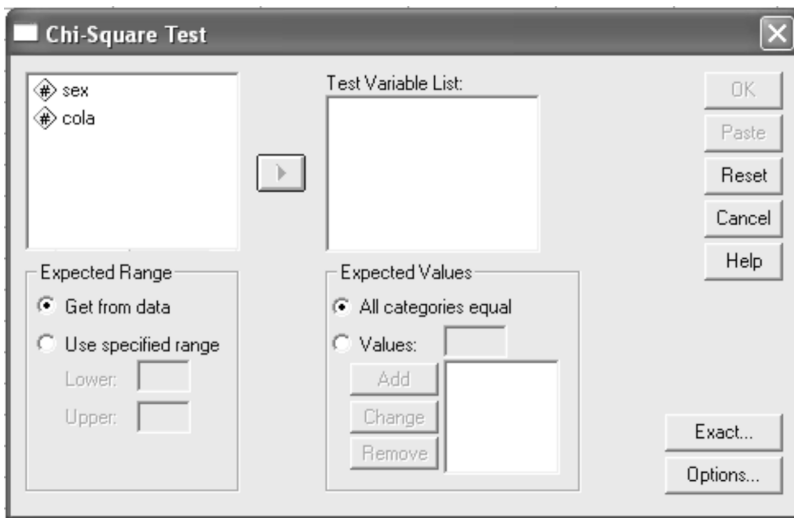 Chi-Square Test
# sex
# cola
Test Variable List:
OK
Paste
Reset
Cancel
Help
Expected Range
Get from data
Use specified range
Lower:
Upper:
Expected Values
All categories equal
Values:
Add
Change
Remove
Exact...
Options...